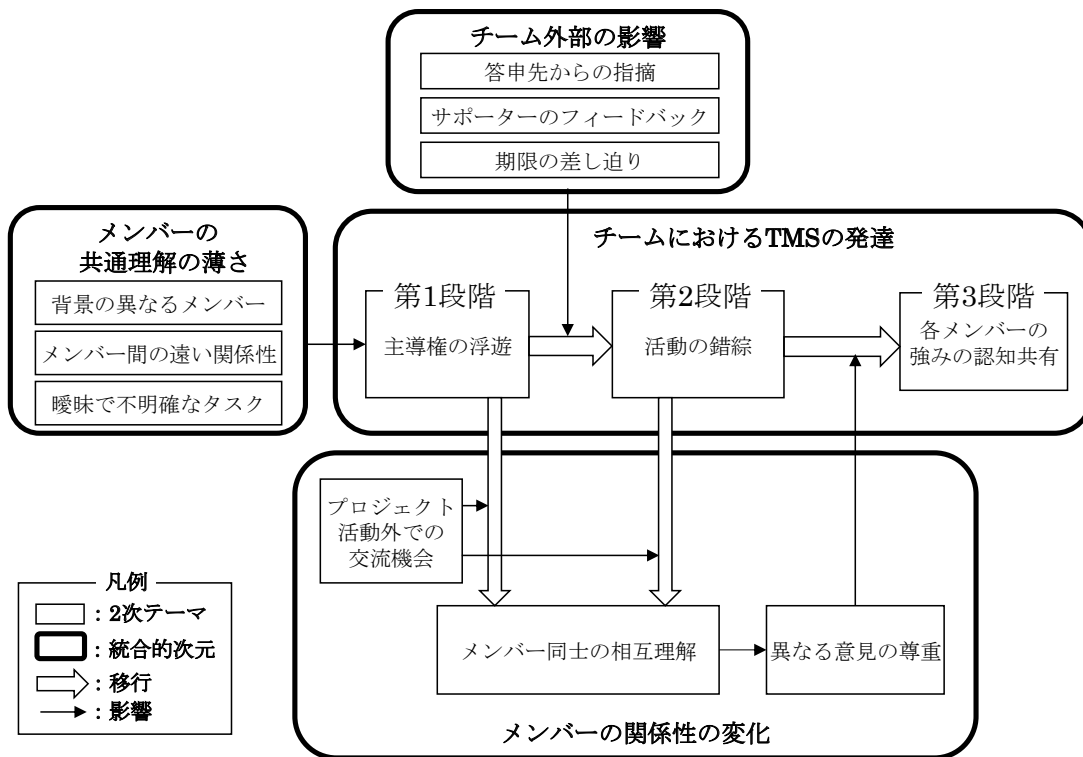 チーム外部の影響
答申先からの指摘
サポーターのフィードバック
期限の差し迫り
メンバーの
共通理解の薄さ
背景の異なるメンバー
メンバー間の遠い関係性
曖昧で不明確なタスク
チームにおけるTMSの発達
第1段階
主導権の浮遊
第2段階
活動の錯綜
第3段階
各メンバーの
強みの認知共有
プロジェクト
活動外での
交流機会
メンバー同士の相互理解
異なる意見の尊重
メンバーの関係性の変化
凡例
：2次テーマ
：統合的次元
：移行
：影響